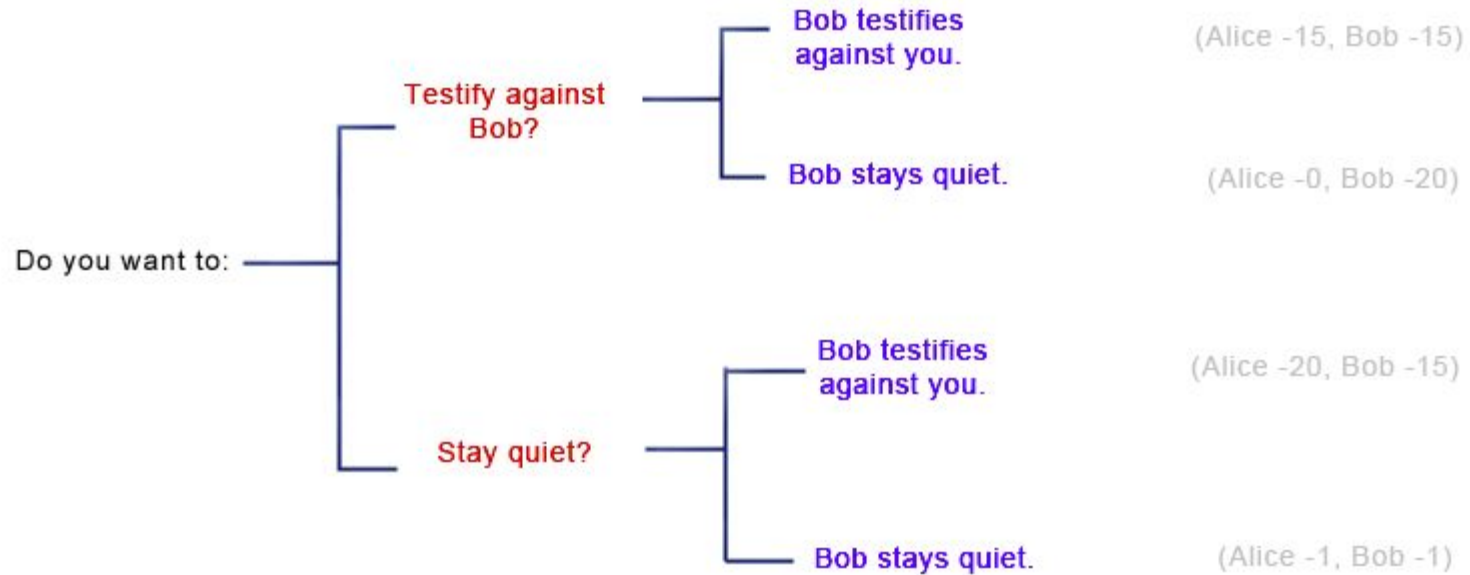 Bob testifies
against you.
(Alice -15, Bob -15)
Testify against
Bob?
Bob stays quiet.
(Alice -0, Bob -20)
Do you want to:
Bob testifies
against you.
(Alice -20, Bob -15)
Stay quiet?
Bob stays quiet.
(Alice -1, Bob -1)